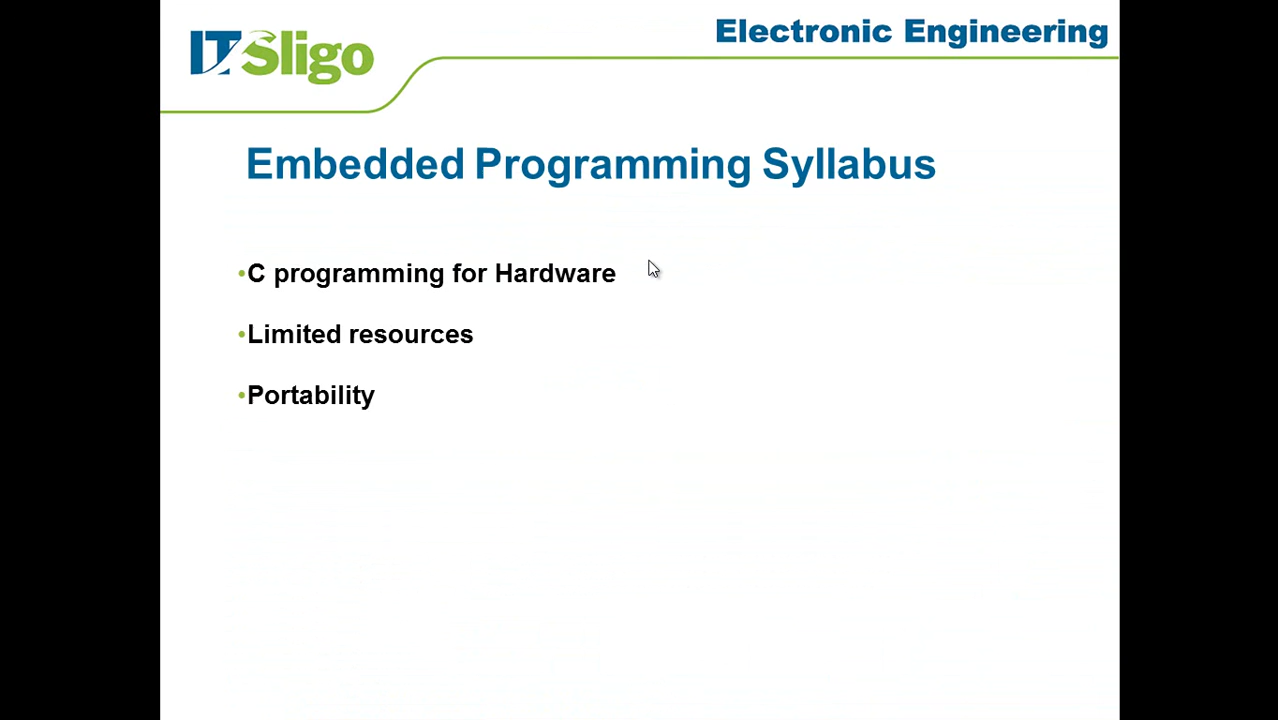 IT Sligo
Electronic Engineering
Embedded Programming Syllabus
•C programming for Hardware
•Limited resources
•Portability